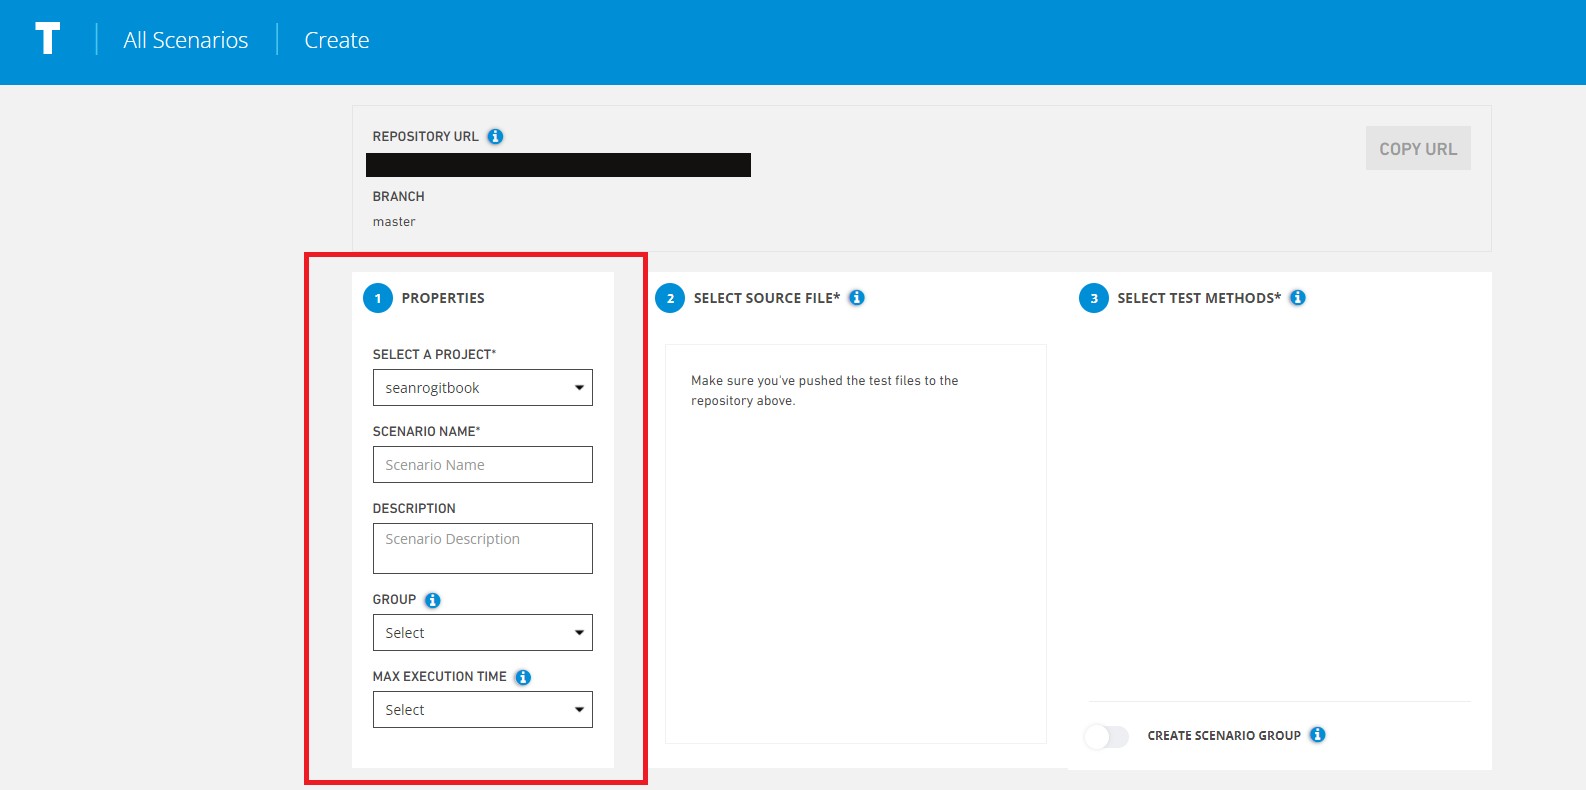 T
All Scenarios
Create
REPOSITORY URL
COPY URL
BRANCH
master
1 PROPERTIES
SELECT A PROJECT*
seanrogitbook
SCENARIO NAME*
Scenario Name
DESCRIPTION
Scenario Description
GROUP
Select
MAX EXECUTION TIME
Select
2 SELECT SOURCE FILE*
Make sure you've pushed the test files to the
repository above.
3 SELECT TEST METHODS*
CREATE SCENARIO GROUP